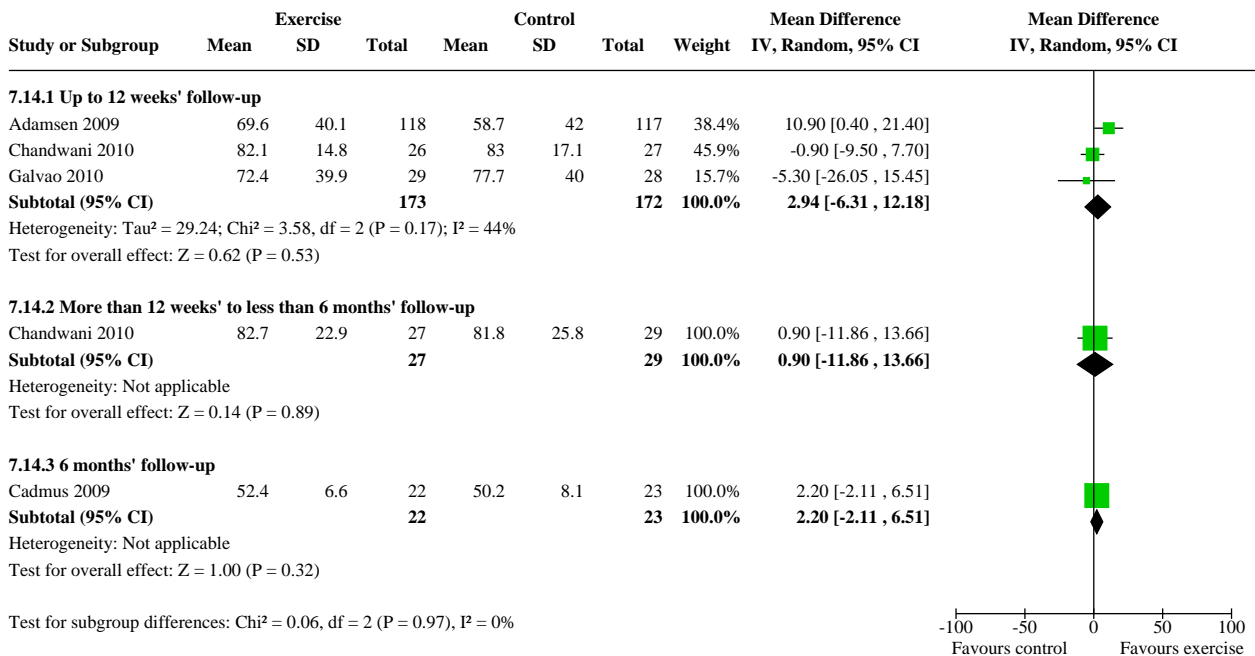 Exercise Control Mean Difference Mean Difference
Study or Subgroup Mean SD Total Mean SD Total Weight IV, Random, 95% CI IV, Random, 95% CI
7.14.1 Up to 12 weeks' follow-up
Adamsen 2009 69.6 40.1 118 58.7 42 117 38.4% 10.90 [0.40 , 21.40]
Chandwani 2010 82.1 14.8 26 83 17.1 27 45.9% -0.90 [-9.50 , 7.70]
Galvao 2010 72.4 39.9 29 77.7 40 28 15.7% -5.30 [-26.05 , 15.45]
Subtotal (95% CI) 173 172 100.0% 2.94 [-6.31 , 12.18]
Heterogeneity: Tau² = 29.24; Chi² = 3.58, df = 2 (P = 0.17); I² = 44%
Test for overall effect: Z = 0.62 (P = 0.53)
7.14.2 More than 12 weeks' to less than 6 months' follow-up
Chandwani 2010 82.7 22.9 27 81.8 25.8 29 100.0% 0.90 [-11.86 , 13.66]
Subtotal (95% CI) 27 29 100.0% 0.90 [-11.86 , 13.66]
Heterogeneity: Not applicable
Test for overall effect: Z = 0.14 (P = 0.89)
7.14.3 6 months' follow-up
Cadmus 2009 52.4 6.6 22 50.2 8.1 23 100.0% 2.20 [-2.11 , 6.51]
Subtotal (95% CI) 22 23 100.0% 2.20 [-2.11 , 6.51]
Heterogeneity: Not applicable
Test for overall effect: Z = 1.00 (P = 0.32)
Test for subgroup differences: Chi² = 0.06, df = 2 (P = 0.97), I² = 0%
-100 -50 0 50 100
Favours control Favours exercise